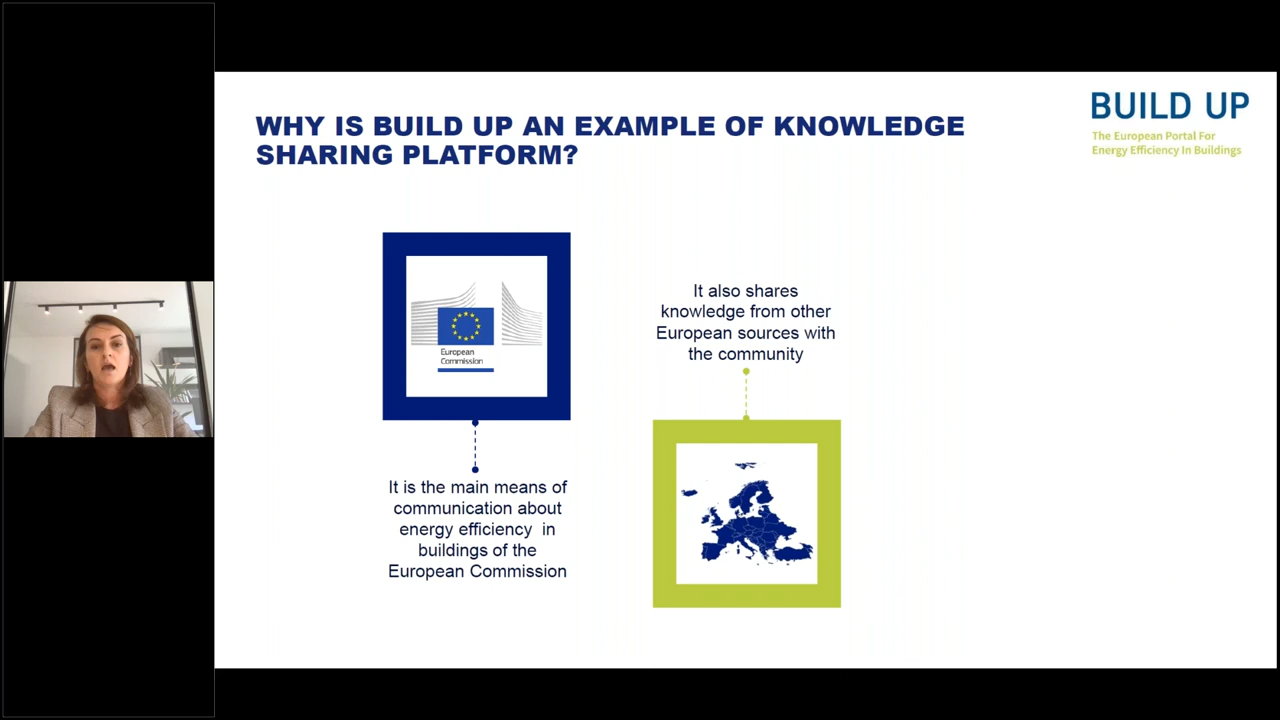 WHY IS BUILD UP AN EXAMPLE OF KNOWLEDGE
SHARING PLATFORM?
BUILD UP
The European Portal For
Energy Efficiency In Buildings
European
Commission
It is the main means of
communication about
energy efficiency in
buildings of the
European Commission
It also shares
knowledge from other
European sources with
the community